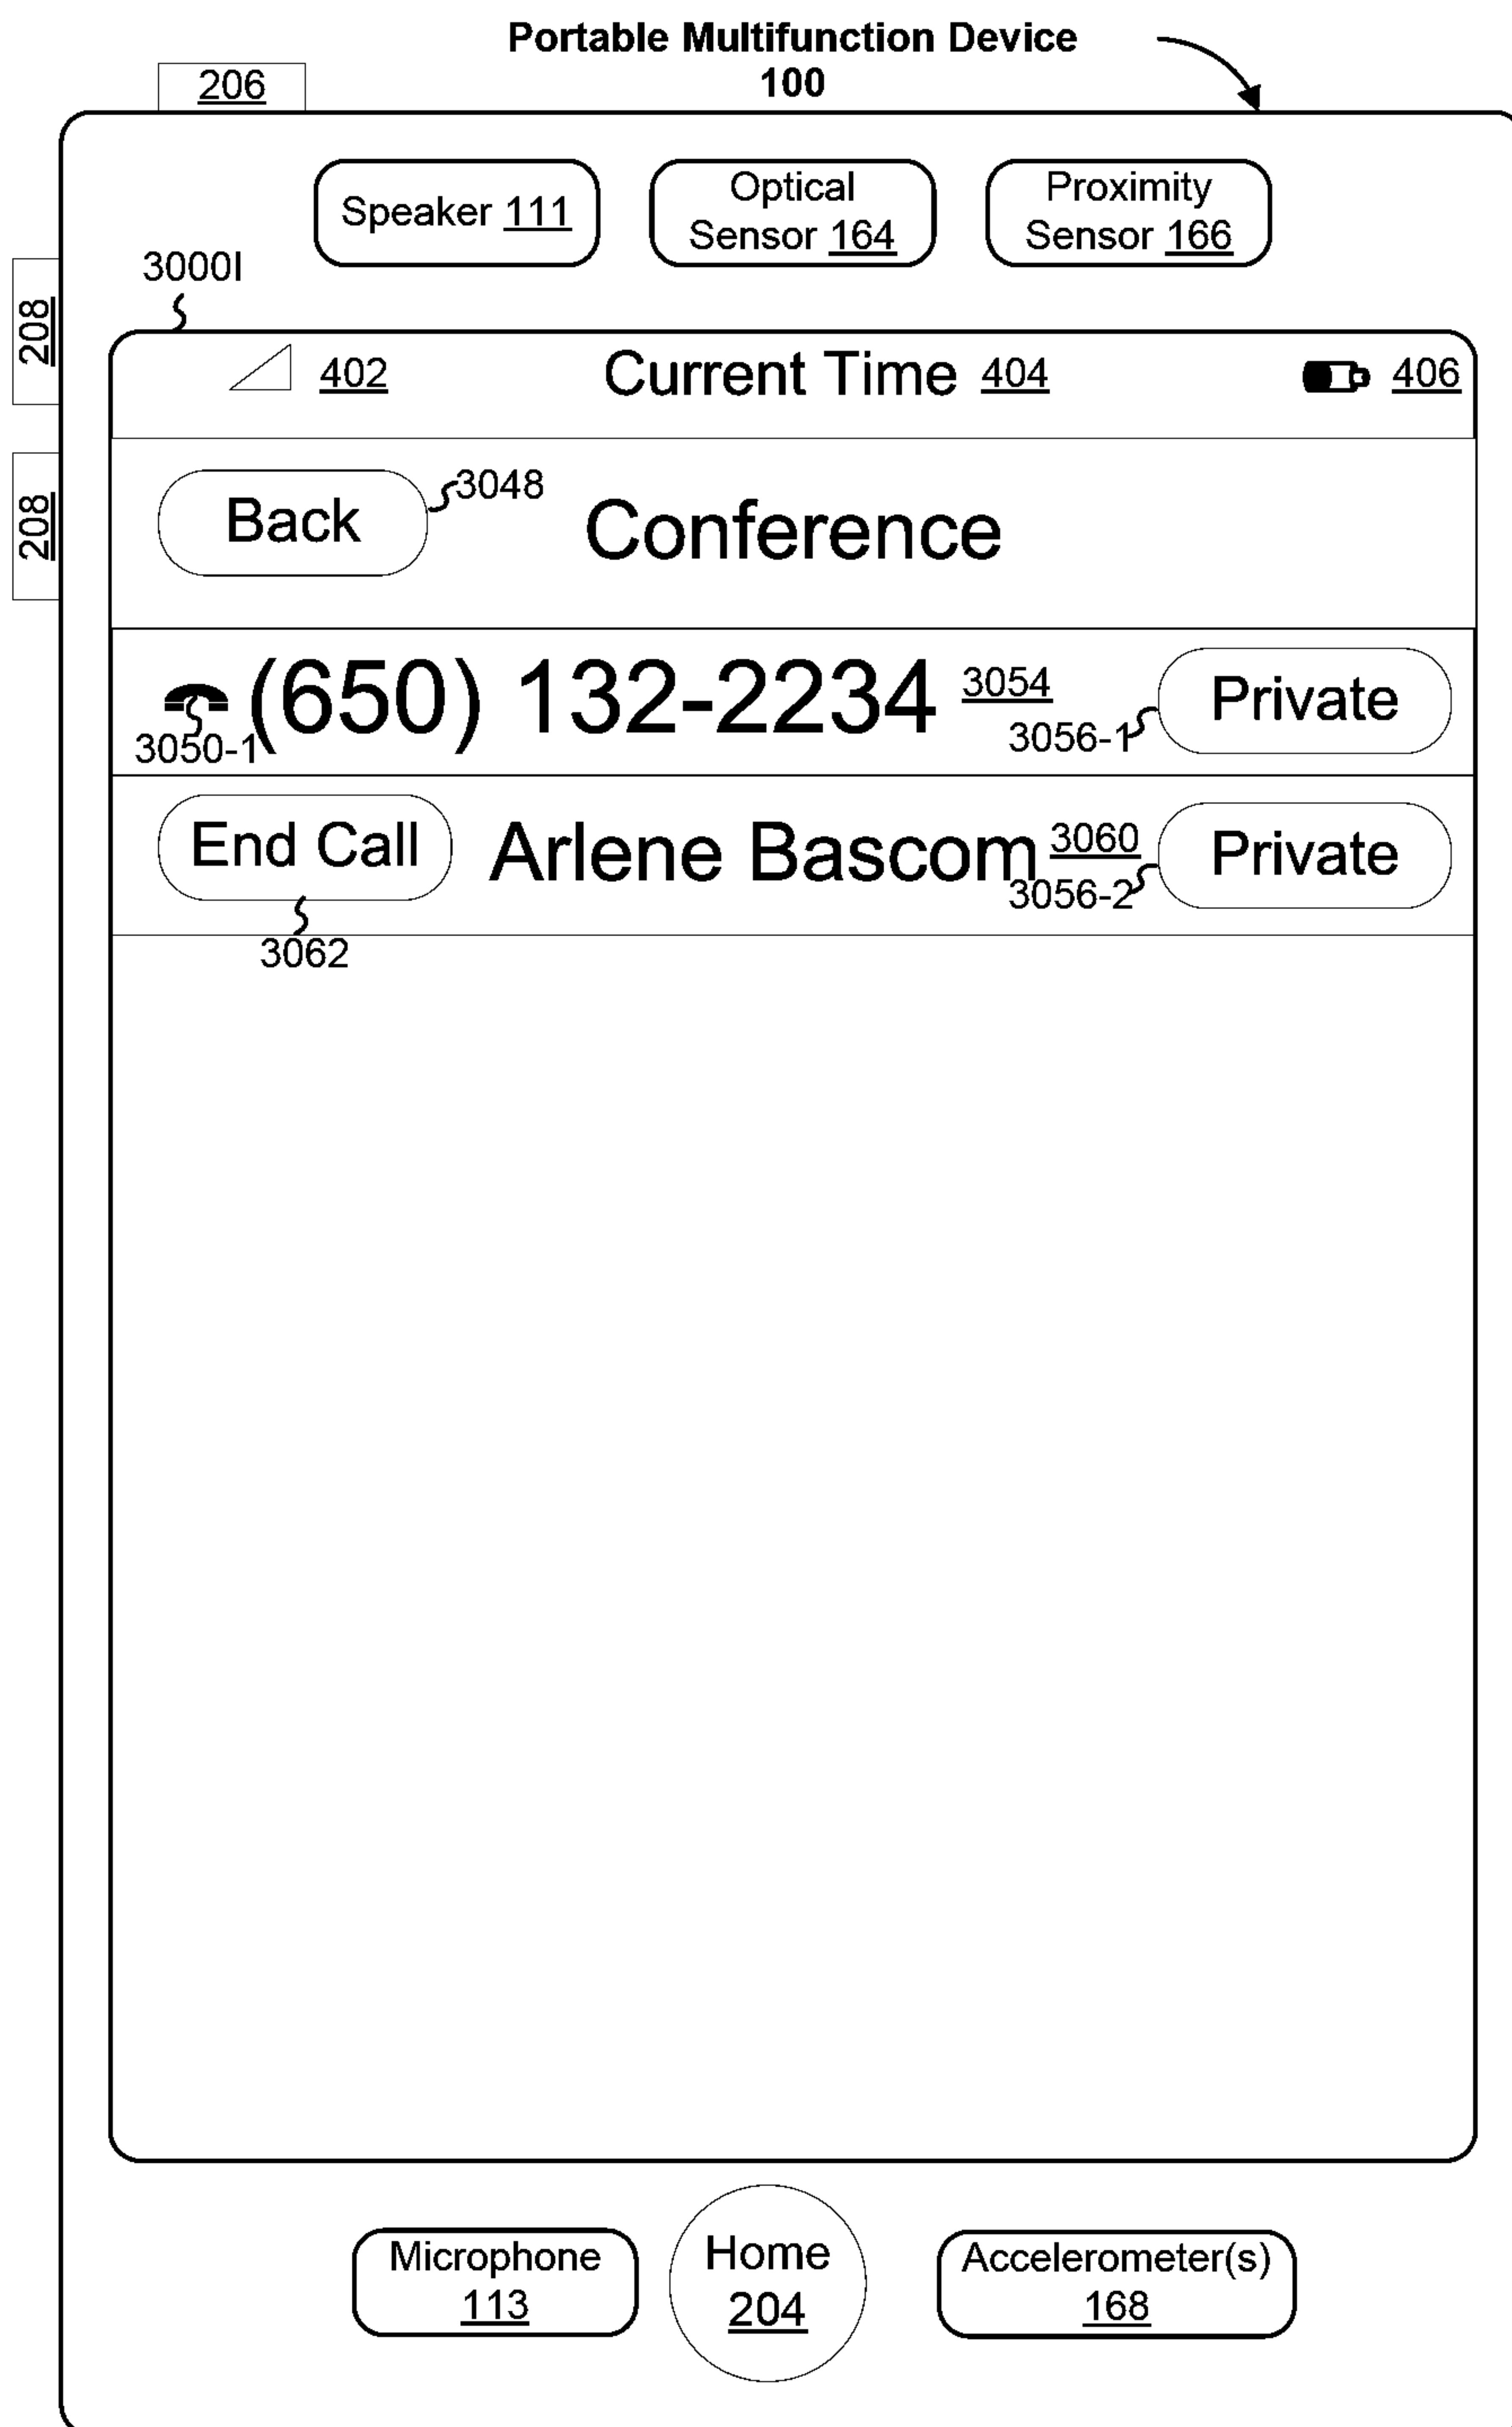 Portable Multifunction Device
100
206
Speaker 111
Optical
Sensor 164
Proximity
Sensor 166
3000I
208
402
Current Time 404
406
Back
3048
Conference
208
(650) 132-2234
3054
Private
3050-1
3056-1
End Call
Arlene Bascom
3060
Private
3056-2
3062
Microphone
113
Home
204
Accelerometer(s)
168